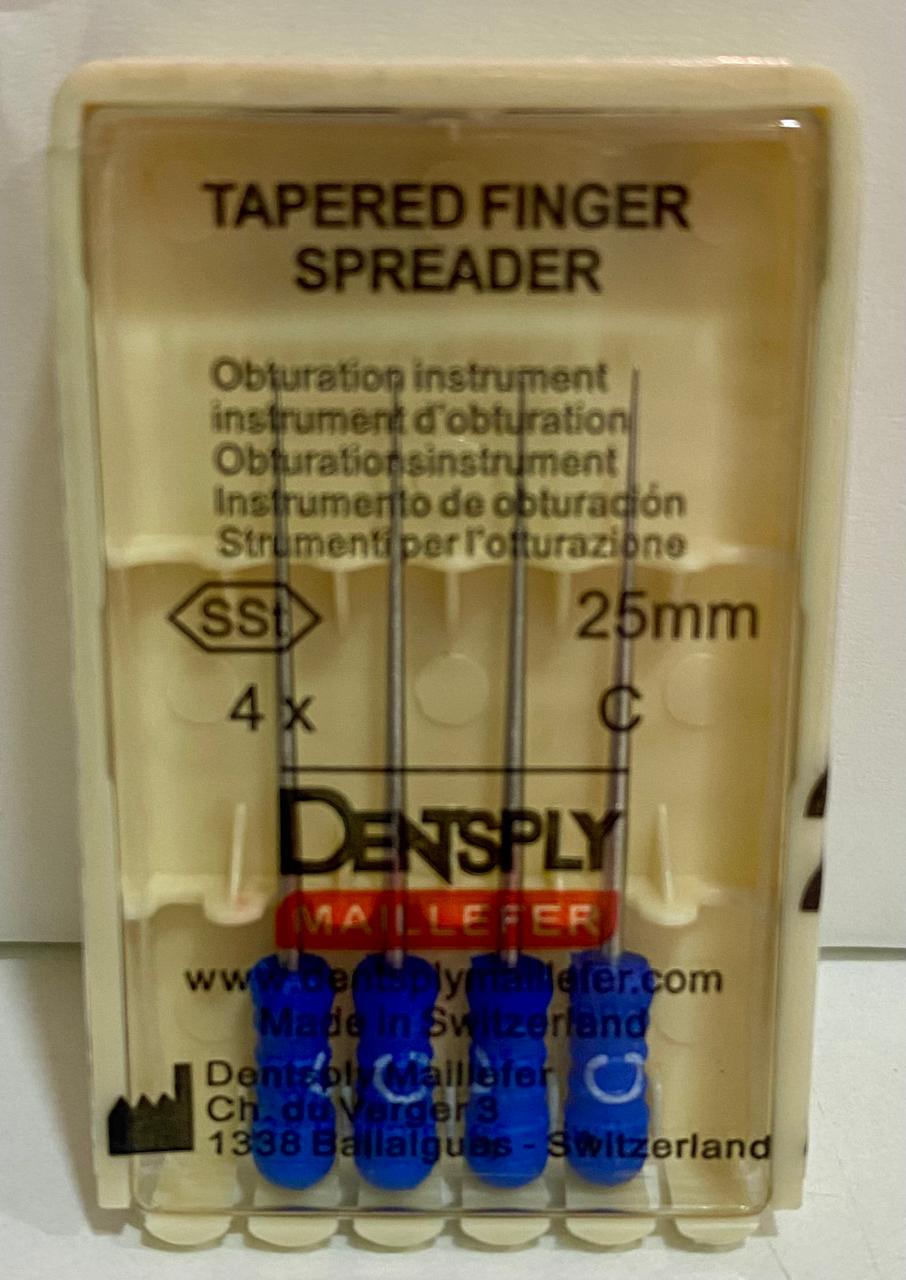 TAPERED FINGER
SPREADER
Obturation instrument
instrument d'obturation
Obturationsinstrument
Instrumento de obturación
Strumenti per l'otturazione
SSt 25mm
4 x C
DENTSPLY
MAILLEFER
www.dentsplymaillefer.com
Made in Switzerland
Dentsply Maillefer
Ch. du Verger 3
1338 Ballaigues - Switzerland
C C C